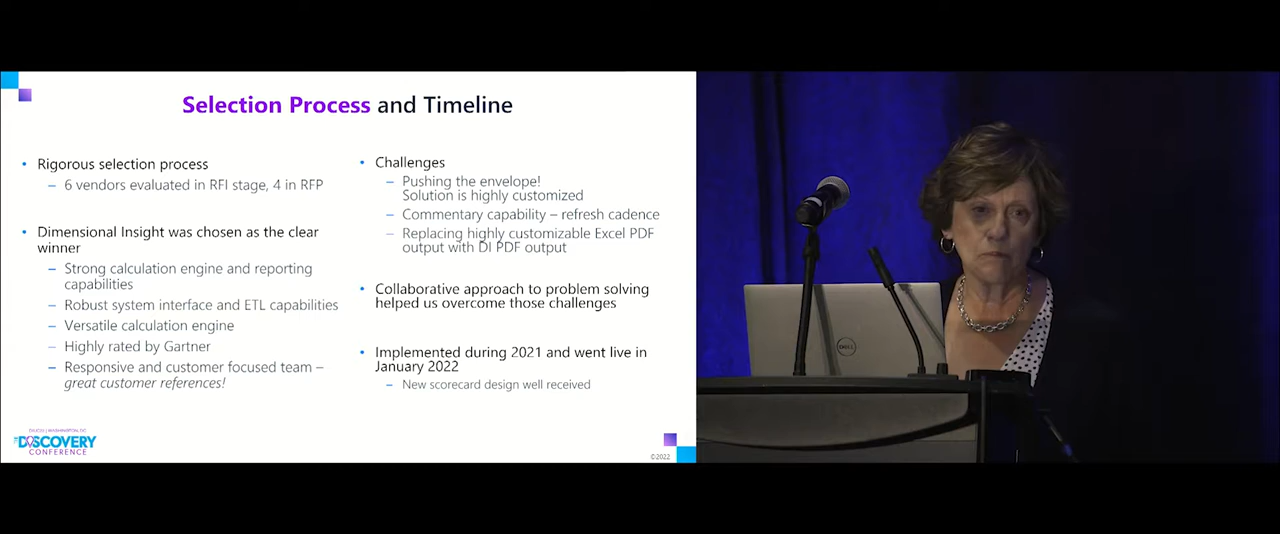 Selection Process and Timeline
• Rigorous selection process
– 6 vendors evaluated in RFI stage, 4 in RFP
• Dimensional Insight was chosen as the clear
winner
– Strong calculation engine and reporting
capabilities
– Robust system interface and ETL capabilities
– Versatile calculation engine
– Highly rated by Gartner
– Responsive and customer focused team –
great customer references!
• Challenges
– Pushing the envelope!
Solution is highly customized
– Commentary capability – refresh cadence
– Replacing highly customizable Excel PDF
output with DI PDF output
• Collaborative approach to problem solving
helped us overcome those challenges
• Implemented during 2021 and went live in
January 2022
– New scorecard design well received
DISCOVERY
CONFERENCE
©2022
DELL